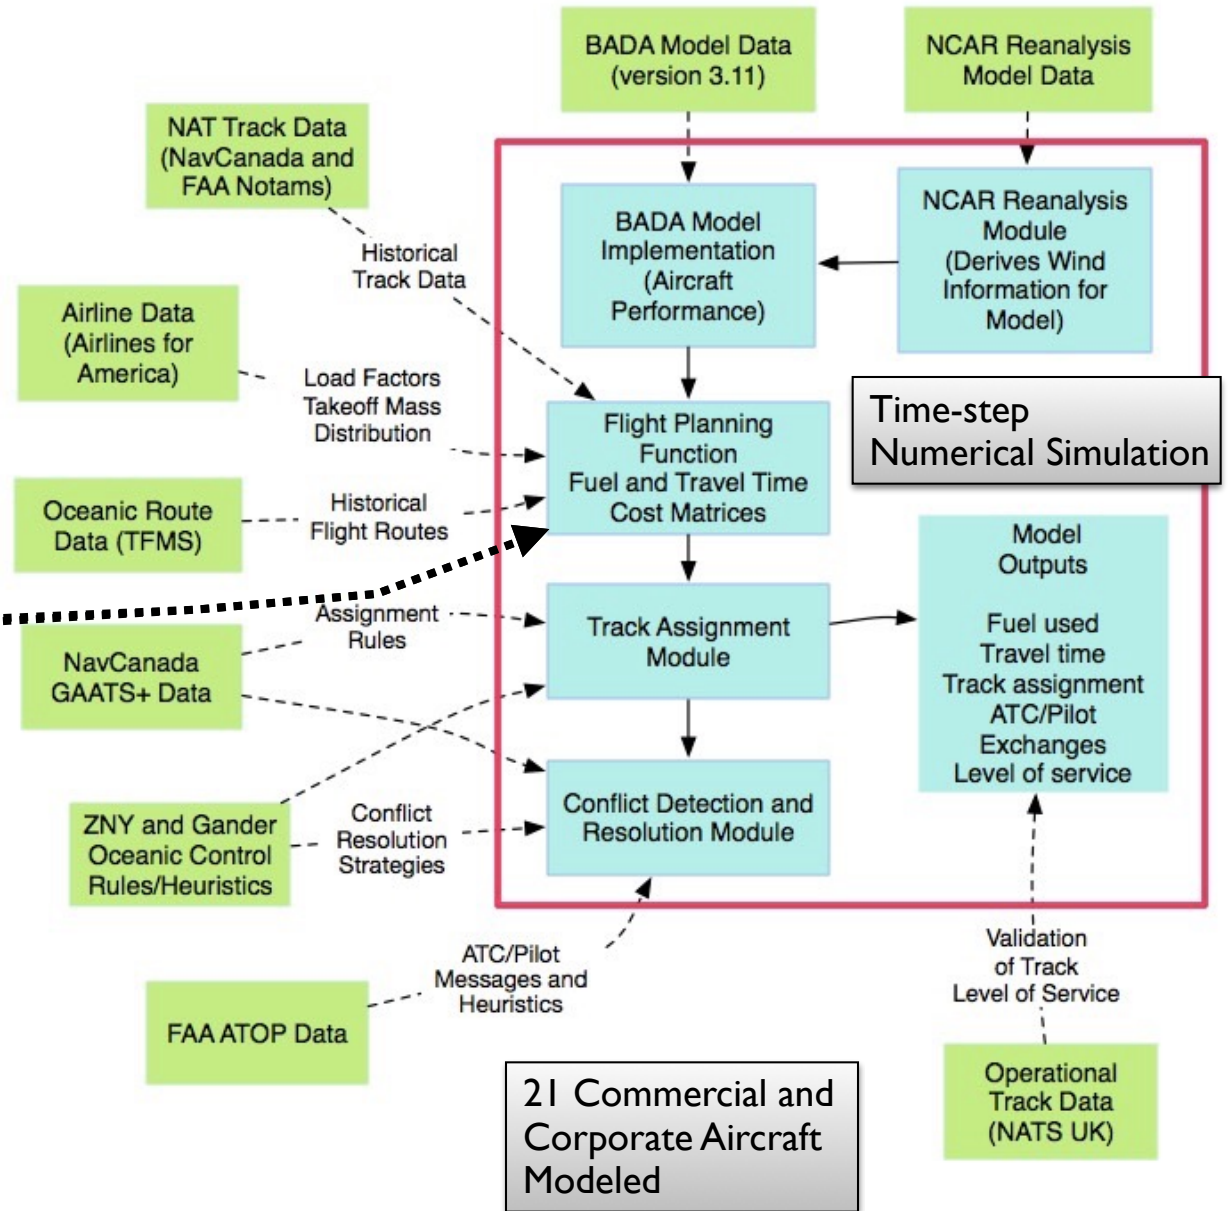 BADA Model Data
(version 3.11)
NCAR Reanalysis
Model Data
NAT Track Data
(NavCanada and
FAA Notams)
BADA Model
Implementation
(Aircraft
Performance)
NCAR Reanalysis
Module
(Derives Wind
Information for
Model)
Historical
Track Data
Airline Data
(Airlines for
America)
Load Factors
Takeoff Mass
Distribution
Flight Planning
Function
Fuel and Travel Time
Cost Matrices
Time-step
Numerical Simulation
Oceanic Route
Data (TFMS)
Historical
Flight Routes
Model
Outputs
Fuel used
Travel time
Track assignment
ATC/Pilot
Exchanges
Level of service
Assignment
Rules
Track Assignment
Module
NavCanada
GAATS+ Data
Conflict Detection and
Resolution Module
ZNY and Gander
Oceanic Control
Rules/Heuristics
Conflict
Resolution
Strategies
ATC/Pilot
Messages and
Heuristics
Validation
of Track
Level of Service
FAA ATOP Data
21 Commercial and
Corporate Aircraft
Modeled
Operational
Track Data
(NATS UK)